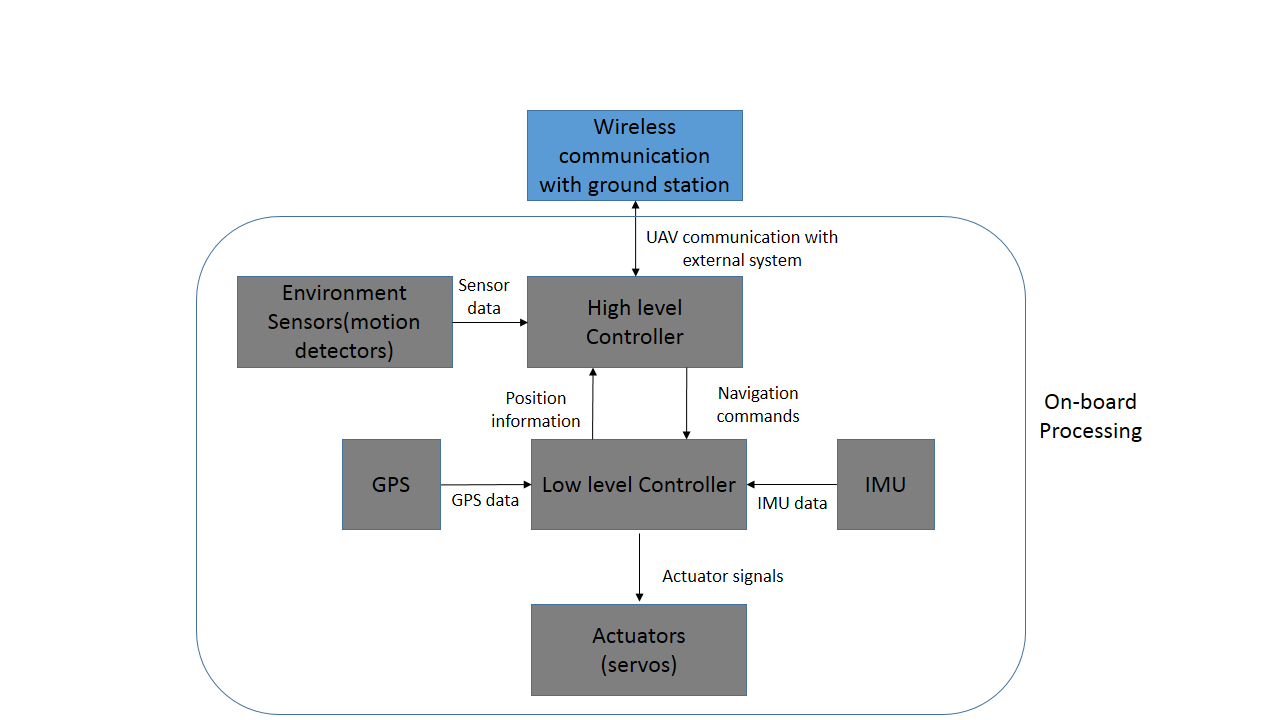 Wireless
communication
with ground station
UAV communication with
external system
Environment
Sensors(motion
detectors)
Sensor
data
High level
Controller
Position
information
Navigation
commands
On-board
Processing
GPS
GPS data
Low level Controller
IMU data
IMU
Actuator signals
Actuators
(servos)